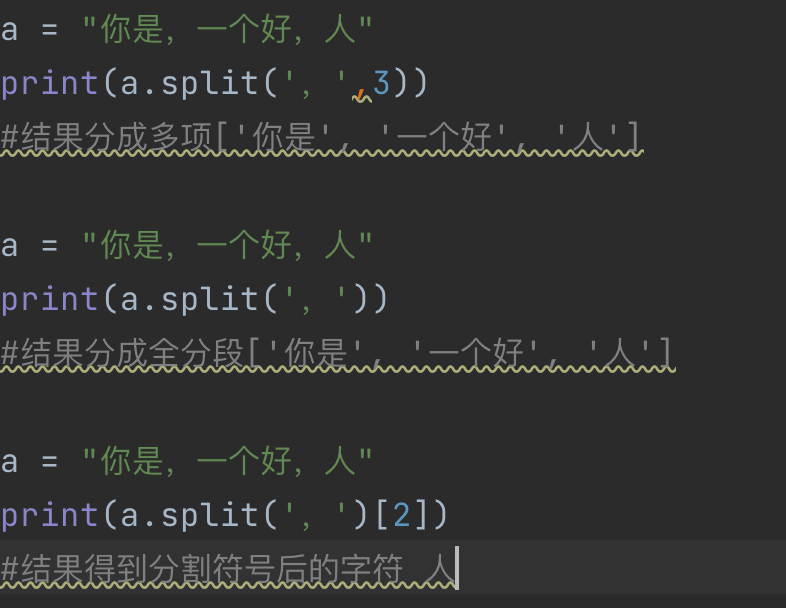 a = "你是，一个好，人"
print(a.split('，',3))
#结果分成多项['你是', '一个好', '人']
a = "你是，一个好，人"
print(a.split('，'))
#结果分成全分段['你是', '一个好', '人']
a = "你是，一个好，人"
print(a.split('，')[2])
#结果得到分割符号后的字符 人